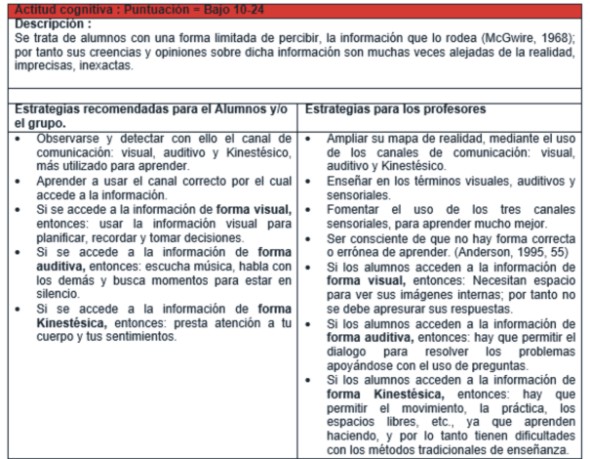 Actitud cognitiva : Puntuación = Bajo 10-24
Descripción :
Se trata de alumnos con una forma limitada de percibir, la información que lo rodea (McGwire, 1968);
por tanto sus creencias y opiniones sobre dicha información son muchas veces alejadas de la realidad,
imprecisas, inexactas.
Estrategias recomendadas para el Alumnos y/o
el grupo.
• Observarse y detectar con ello el canal de
comunicación: visual, auditivo y Kinestésico,
más utilizado para aprender.
• Aprender a usar el canal correcto por el cual
accede a la información.
• Si se accede a la información de forma visual,
entonces: usar la información visual para
planificar, recordar y tomar decisiones.
• Si se accede a la información de forma
auditiva, entonces: escucha música, habla con
los demás y busca momentos para estar en
silencio.
• Si se accede a la información de forma
Kinestésica, entonces: presta atención a tu
cuerpo y tus sentimientos.
Estrategias para los profesores
• Ampliar su mapa de realidad, mediante el uso
de los canales de comunicación: visual,
auditivo y Kinestésico.
• Enseñar en los términos visuales, auditivos y
sensoriales.
• Fomentar el uso de los tres canales
sensoriales, para aprender mucho mejor.
• Ser consciente de que no hay forma correcta
o errónea de aprender. (Anderson, 1995, 55)
• Si los alumnos acceden a la información de
forma visual, entonces: Necesitan espacio
para ver sus imágenes internas; por tanto no
se debe apresurar sus respuestas.
• Si los alumnos acceden a la información de
forma auditiva, entonces: hay que permitir el
dialogo para resolver los problemas
apoyándose con el uso de preguntas.
• Si los alumnos acceden a la información de
forma Kinestésica, entonces: hay que
permitir el movimiento, la práctica, los
espacios libres, etc., ya que aprenden
haciendo, y por lo tanto tienen dificultades
con los métodos tradicionales de enseñanza.